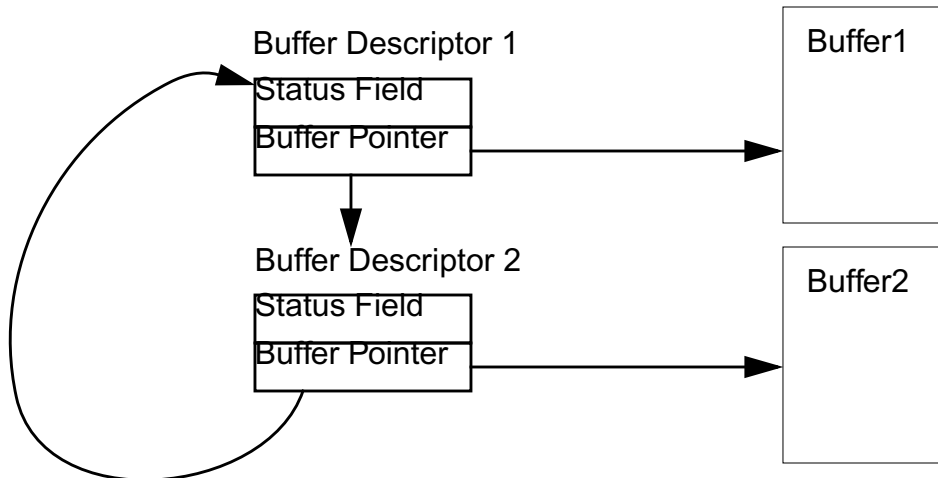 Buffer Descriptor 1
Status Field
Buffer Pointer
Buffer1
Buffer Descriptor 2
Status Field
Buffer Pointer
Buffer2